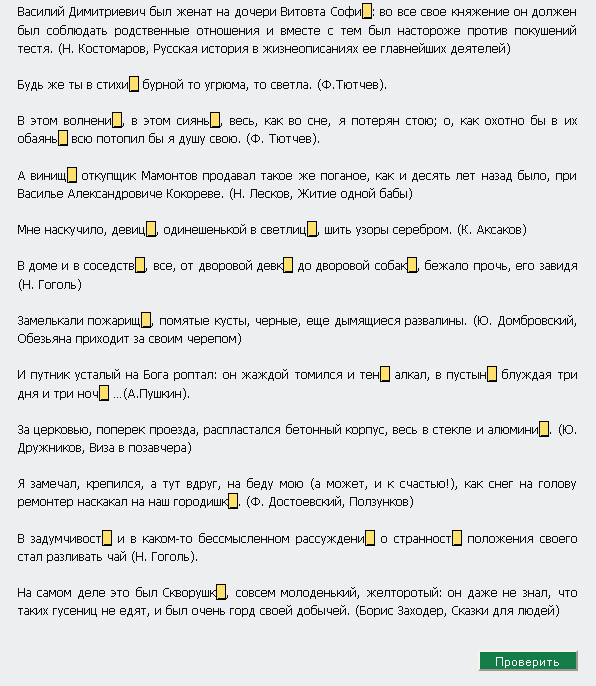 Василий Димитриевич был женат на дочери Витовта Софи : во все свое княжение он должен
был соблюдать родственные отношения и вместе с тем был настороже против покушений
тестя. (Н. Костомаров, Русская история в жизнеописаниях ее главнейших деятелей)
Будь же ты в стихи бурной то угрюма, то светла. (Ф.Тютчев).
В этом волнени , в этом сиянь , весь, как во сне, я потерян стою; о, как охотно бы в их
обаянь всю потопил бы я душу свою. (Ф. Тютчев).
А винищ откупщик Мамонтов продавал такое же поганое, как и десять лет назад было, при
Василье Александровиче Кокореве. (Н. Лесков, Житие одной бабы)
Мне наскучило, девиц , одинешенькой в светлиц , шить узоры серебром. (К. Аксаков)
В доме и в соседств , все, от дворовой девк до дворовой собак , бежало прочь, его завидя
(Н. Гоголь)
Замелькали пожарищ , помятые кусты, черные, еще дымящиеся развалины. (Ю. Домбровский,
Обезьяна приходит за своим черепом)
И путник усталый на Бога роптал: он жаждой томился и тен алкал, в пустын блуждая три
дня и три ноч ...(А.Пушкин).
За церковью, поперек проезда, распластался бетонный корпус, весь в стекле и алюмини . (Ю.
Дружников, Виза в позавчера)
Я замечал, крепился, а тут вдруг, на беду мою (а может, и к счастью!), как снег на голову
ремонтер наскакал на наш городишк . (Ф. Достоевский, Ползунков)
В задумчивост и в каком-то бессмысленном рассуждени о странност положения своего
стал разливать чай (Н. Гоголь).
На самом деле это был Скворушк , совсем молоденький, желторотый: он даже не знал, что
таких гусениц не едят, и был очень горд своей добычей. (Борис Заходер, Сказки для людей)
Проверить